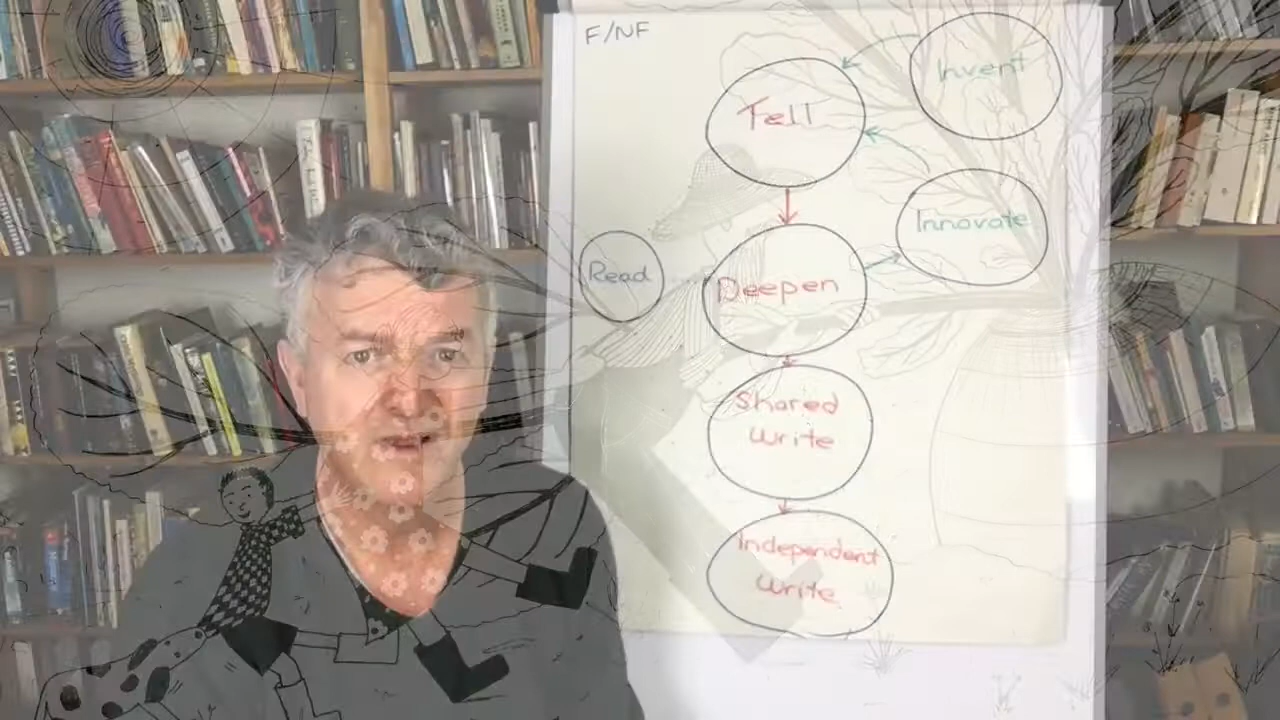 F/NF
Invent
Tell
Innovate
Read
Deepen
Shared
Write
Independent
Write